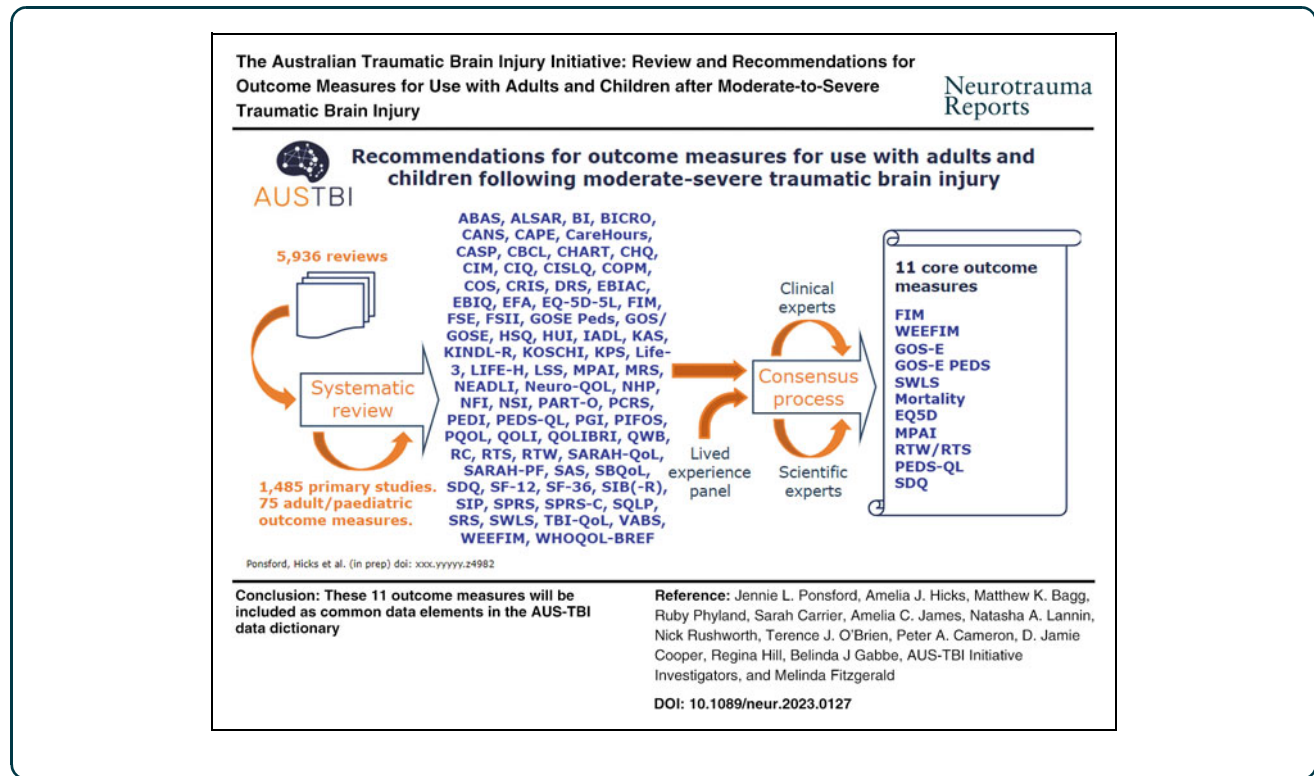 The Australian Traumatic Brain Injury Initiative: Review and Recommendations for
Outcome Measures for Use with Adults and Children after Moderate-to-Severe
Traumatic Brain Injury
Neurotrauma
Reports
AUSTBI
Recommendations for outcome measures for use with adults and
children following moderate-severe traumatic brain injury
5,936 reviews
Systematic
review
1,485 primary studies.
75 adult/paediatric
outcome measures.
ABAS, ALSAR, BI, BICRO,
CANS, CAPE, CareHours,
CASP, CBCL, CHART, CHQ,
CIM, CIQ, CISLQ, COPM,
COS, CRIS, DRS, EBIAC,
EBIQ, EFA, EQ-5D-5L, FIM,
FSE, FSII, GOSE Peds, GOS/
GOSE, HSQ, HUI, IADL, KAS,
KINDL-R, KOSCHI, KPS, Life-
3, LIFE-H, LSS, MPAI, MRS,
NEADLI, Neuro-QOL, NHP,
NFI, NSI, PART-O, PCRS,
PEDI, PEDS-QL, PGI, PIFOS,
PQOL, QOLI, QOLIBRI, QWB,
RC, RTS, RTW, SARAH-QoL,
SARAH-PF, SAS, SBQoL,
SDQ, SF-12, SF-36, SIB(-R),
SIP, SPRS, SPRS-C, SQLP,
SRS, SWLS, TBI-QoL, VABS,
WEEFIM, WHOQOL-BREF
Clinical
experts
Consensus
process
Lived
experience
panel
Scientific
experts
11 core outcome
measures
FIM
WEEFIM
GOS-E
GOS-E PEDS
SWLS
Mortality
EQ5D
MPAI
RTW/RTS
PEDS-QL
SDQ
Ponsford, Hicks et al. (in prep) doi: xxx.yyyyy.z4982
Conclusion: These 11 outcome measures will be
included as common data elements in the AUS-TBI
data dictionary
Reference: Jennie L. Ponsford, Amelia J. Hicks, Matthew K. Bagg,
Ruby Phyland, Sarah Carrier, Amelia C. James, Natasha A. Lannin,
Nick Rushworth, Terence J. O'Brien, Peter A. Cameron, D. Jamie
Cooper, Regina Hill, Belinda J Gabbe, AUS-TBI Initiative
Investigators, and Melinda Fitzgerald
DOI: 10.1089/neur.2023.0127